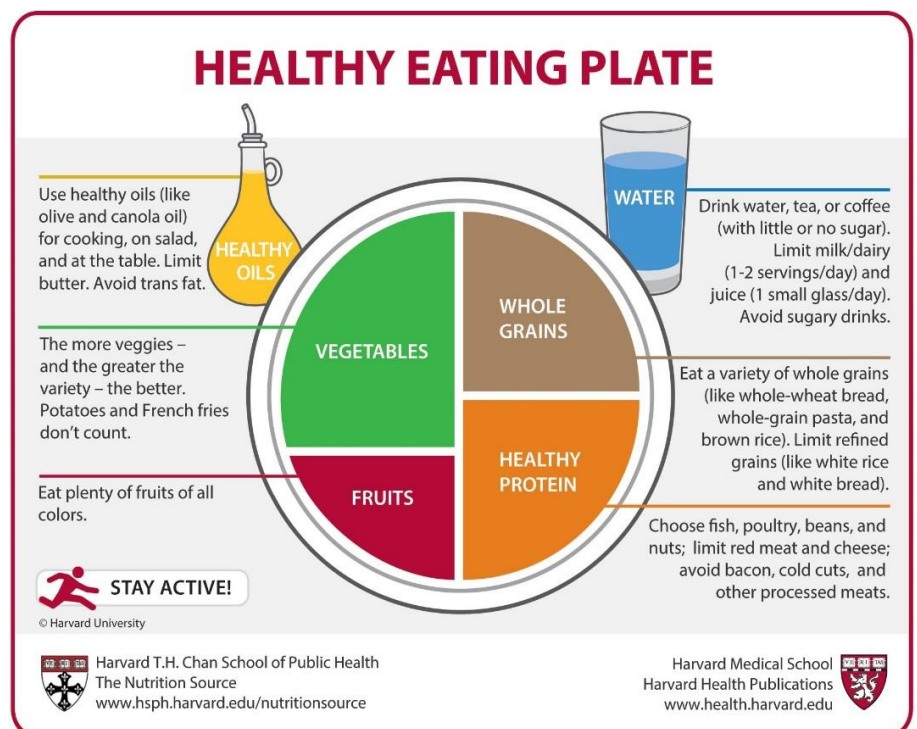 HEALTHY EATING PLATE
Use healthy oils (like
olive and canola oil)
for cooking, on salad,
and at the table. Limit
butter. Avoid trans fat.
HEALTHY
OILS
WATER
Drink water, tea, or coffee
(with little or no sugar).
Limit milk/dairy
(1-2 servings/day) and
juice (1 small glass/day).
Avoid sugary drinks.
The more veggies –
and the greater the
variety – the better.
Potatoes and French fries
don’t count.
VEGETABLES
WHOLE
GRAINS
Eat a variety of whole grains
(like whole-wheat bread,
whole-grain pasta, and
brown rice). Limit refined
grains (like white rice
and white bread).
Eat plenty of fruits of all
colors.
FRUITS
HEALTHY
PROTEIN
Choose fish, poultry, beans, and
nuts; limit red meat and cheese;
avoid bacon, cold cuts, and
other processed meats.
STAY ACTIVE!
© Harvard University
Harvard T.H. Chan School of Public Health
The Nutrition Source
www.hsph.harvard.edu/nutritionsource
Harvard Medical School
Harvard Health Publications
www.health.harvard.edu